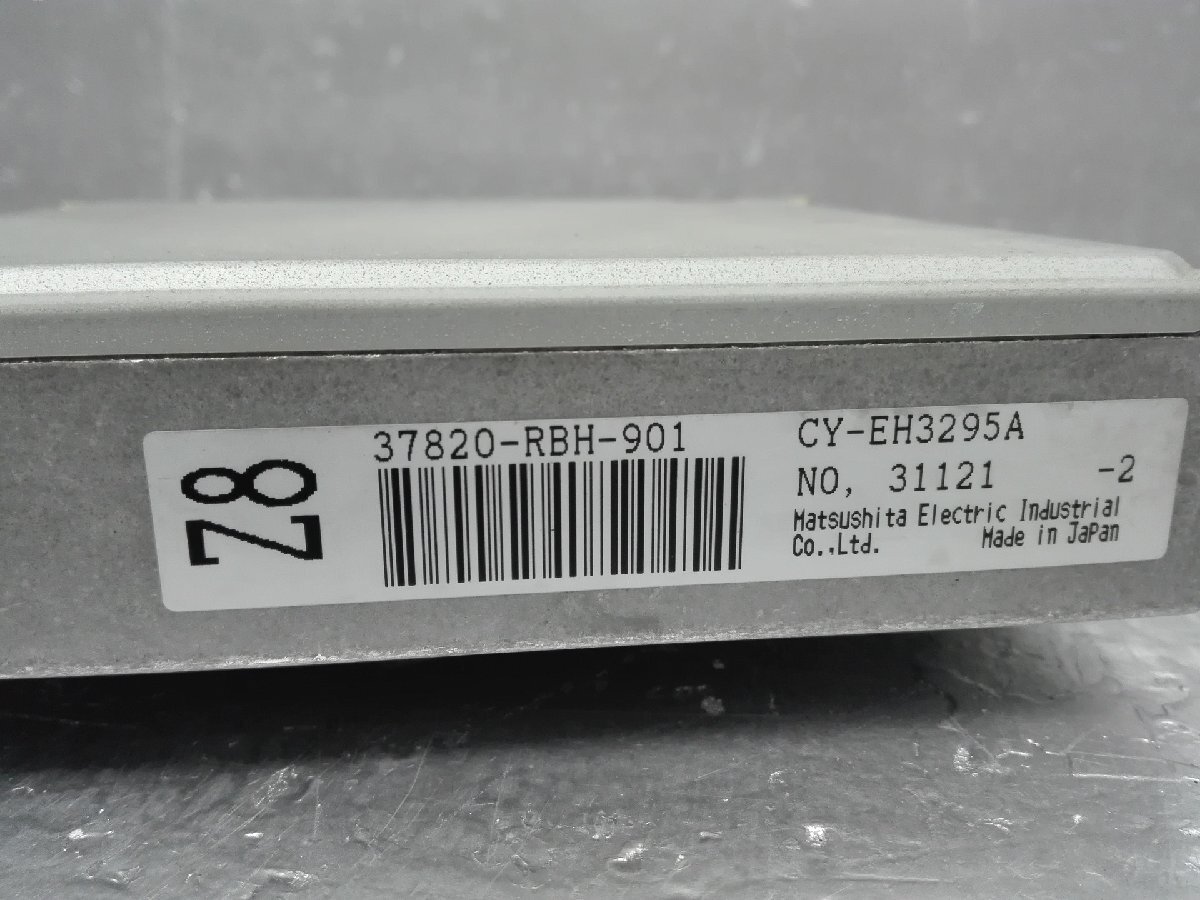 Z8
37820-RBH-901
CY-EH3295A
NO, 31121 -2
Matsushita Electric Industrial
Co.,Ltd. Made in JaPan